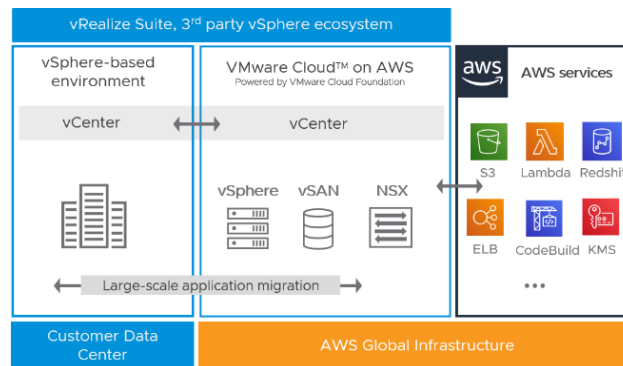 vRealize Suite, 3rd party vSphere ecosystem
vSphere-based
environment
VMware Cloud™ on AWS
Powered by VMware Cloud Foundation
aws
AWS services
vCenter
vCenter
S3
Lambda
Redshift
vSphere
vSAN
NSX
ELB
CodeBuild
KMS
Large-scale application migration
Customer Data
Center
AWS Global Infrastructure